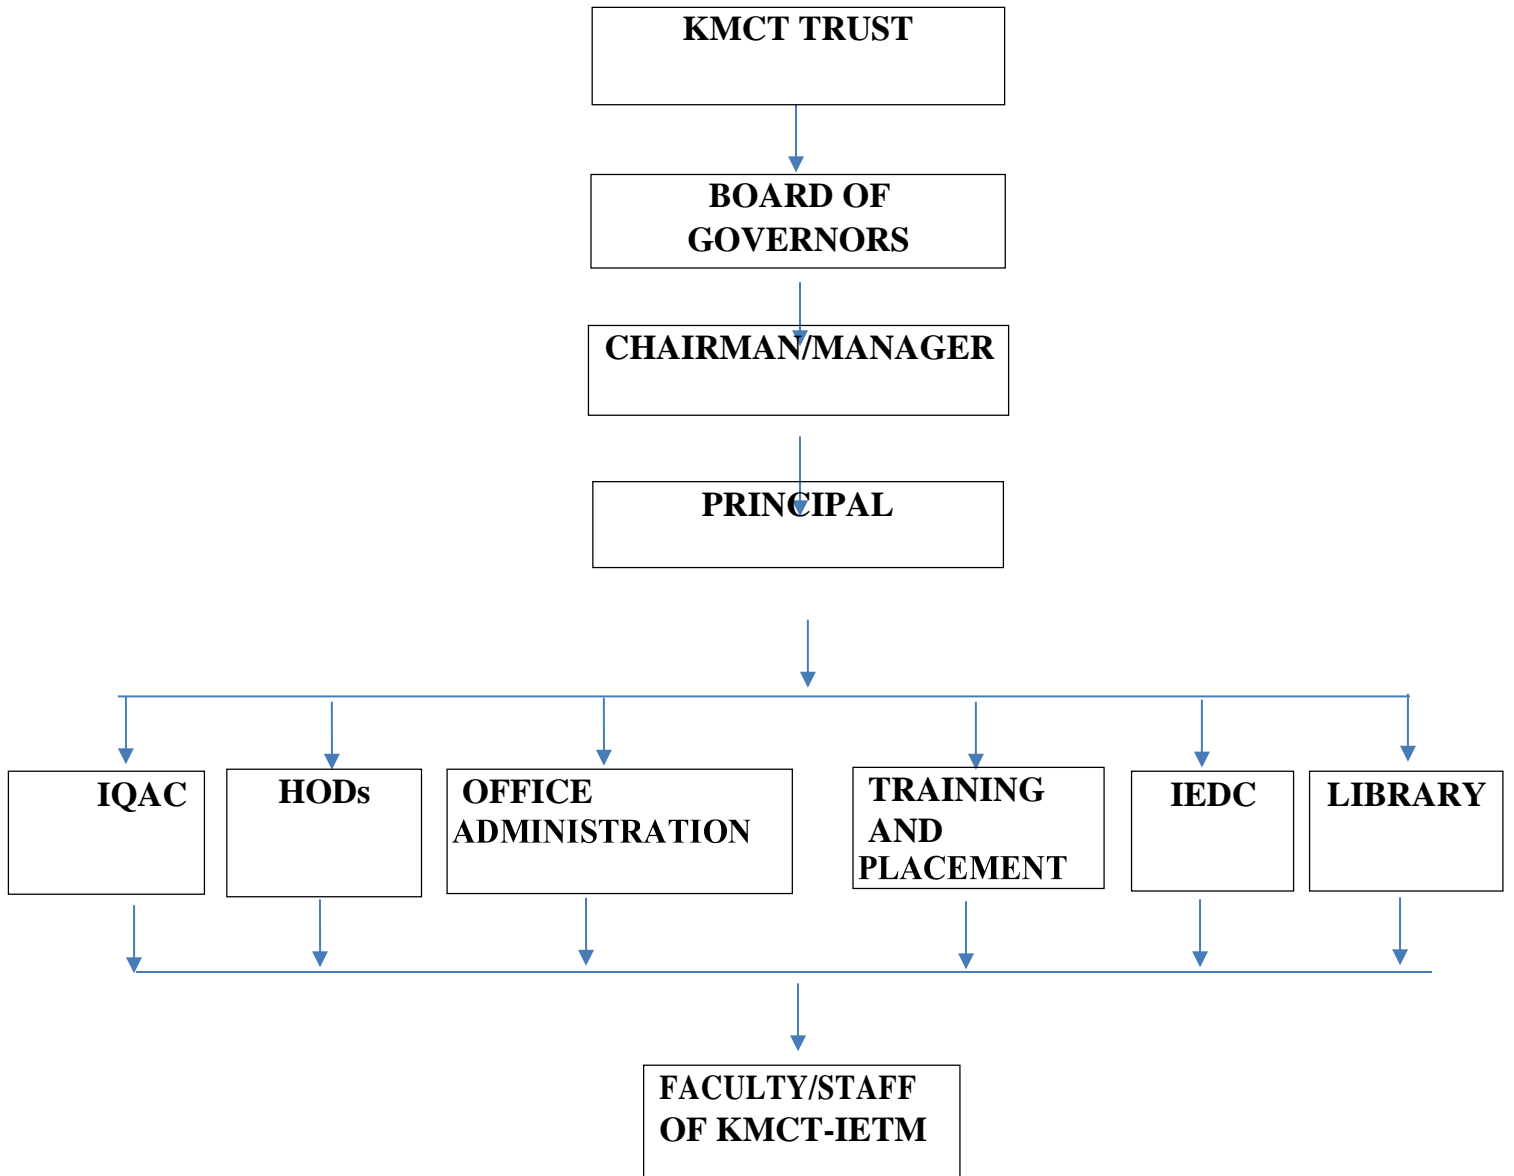 KMCT TRUST
BOARD OF
GOVERNORS
CHAIRMAN/MANAGER
PRINCIPAL
IQAC
HODs
OFFICE
ADMINISTRATION
TRAINING
AND
PLACEMENT
IEDC
LIBRARY
FACULTY/STAFF
OF KMCT-IETM